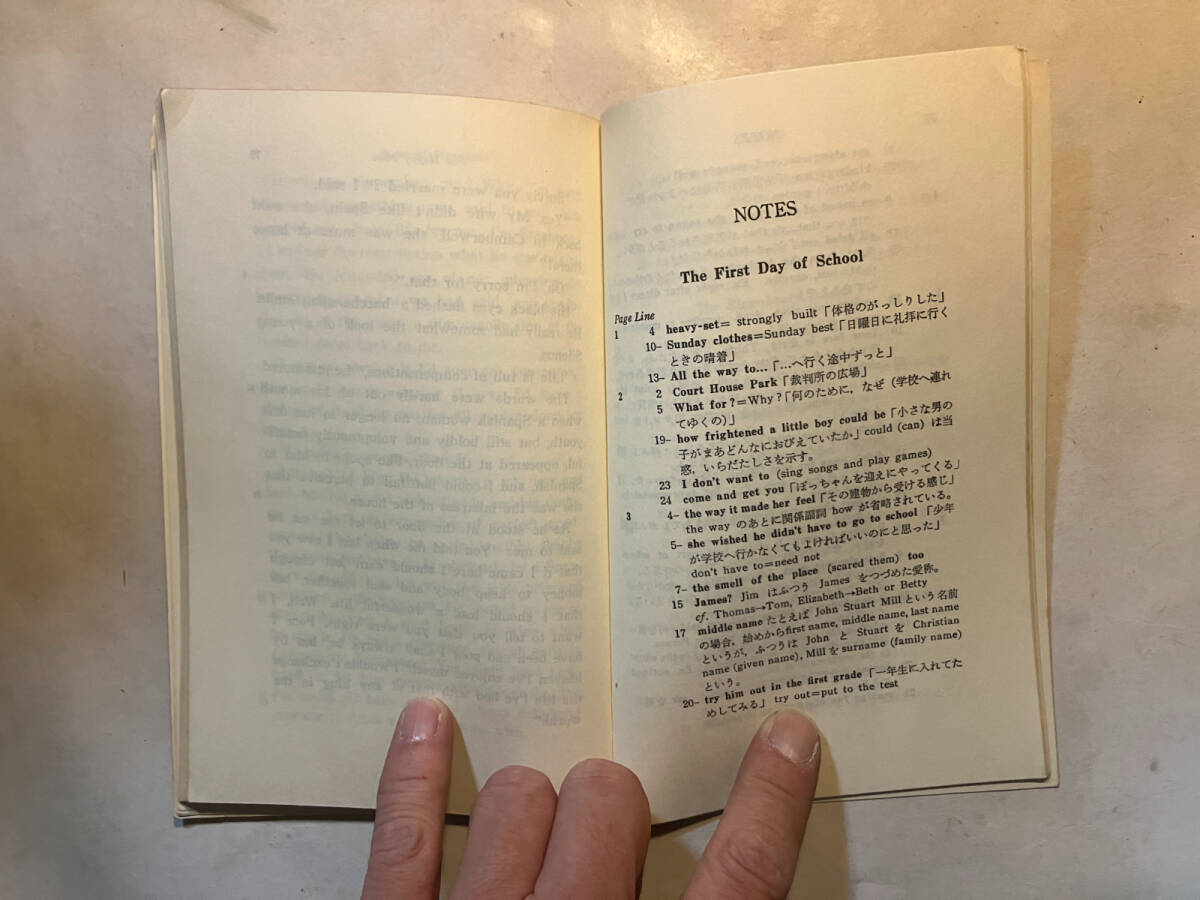 NOTES
The First Day of School
Page Line
1 4 heavy-set= strongly built「体格のがっしりした」
10- Sunday clothes=Sunday best「日曜日に礼拝に行く
ときの晴着」
13- All the way to...「…へ行く途中ずっと」
2 2 Court House Park「裁判所の広場」
5 What for?=Why?「何のために,なぜ(学校へ連れ
てゆくの)」
19- how frightened a little boy could be「小さな男の
子がまあどんなにおびえていたか」could (can) は当
惑,いらだたしさを示す。
23 I don't want to (sing songs and play games)
24 come and get you「ぼっちゃんを迎えにやってくる」
3 4- the way it made her feel「その建物から受ける感じ」
the way のあとに関係副詞 how が省略されている。
5- she wished he didn't have to go to school「少年
が学校へ行かなくてもよければいいのにと思った」
don't have to=need not
7- the smell of the place (scared them) too
15 James? Jim はふつう James をつづめた愛称。
cf. Thomas→Tom, Elizabeth→Beth or Betty
17 middle name たとえば John Stuart Mill という名前
の場合,始めからfirst name, middle name, last name
というが,ふつうは John と Stuart を Christian
name (given name), Mill を surname (family name)
という。
20- try him out in the first grade「一年生に入れてた
めしてみる」try out=put to the test